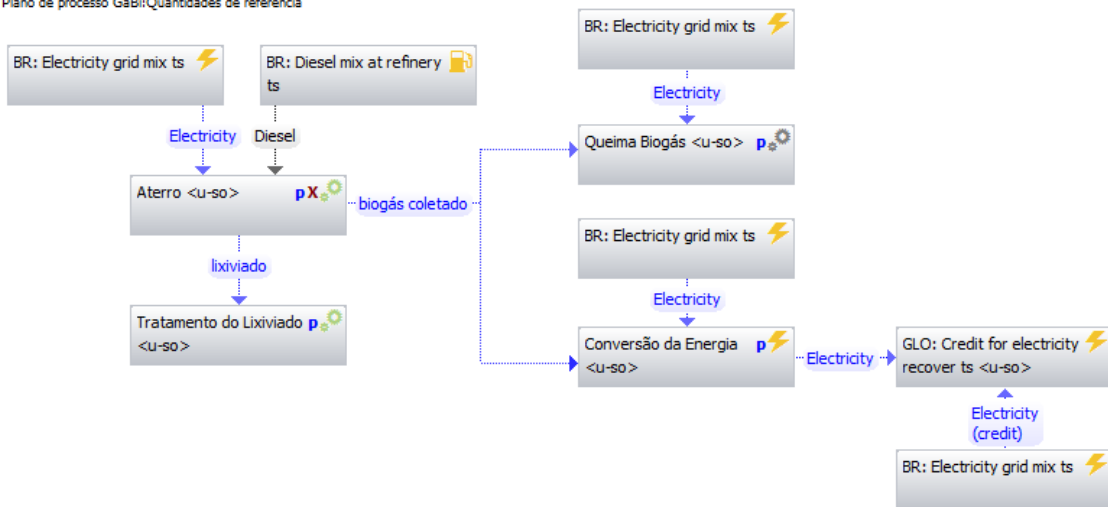 Plano de processo GaBi:Quantidades de referência
BR: Electricity grid mix ts
BR: Diesel mix at refinery
ts
Electricity
Diesel
Aterro <u-so>
p X
biogás coletado
lixiviado
Tratamento do Lixiviado p
<u-so>
BR: Electricity grid mix ts
Electricity
Queima Biogás <u-so> p
BR: Electricity grid mix ts
Electricity
Conversão da Energia p
<u-so>
Electricity
GLO: Credit for electricity
recover ts <u-so>
Electricity
(credit)
BR: Electricity grid mix ts